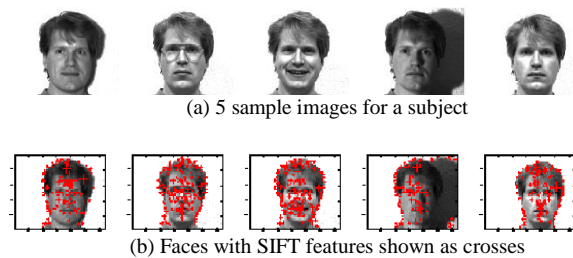 (a) 5 sample images for a subject
(b) Faces with SIFT features shown as crosses